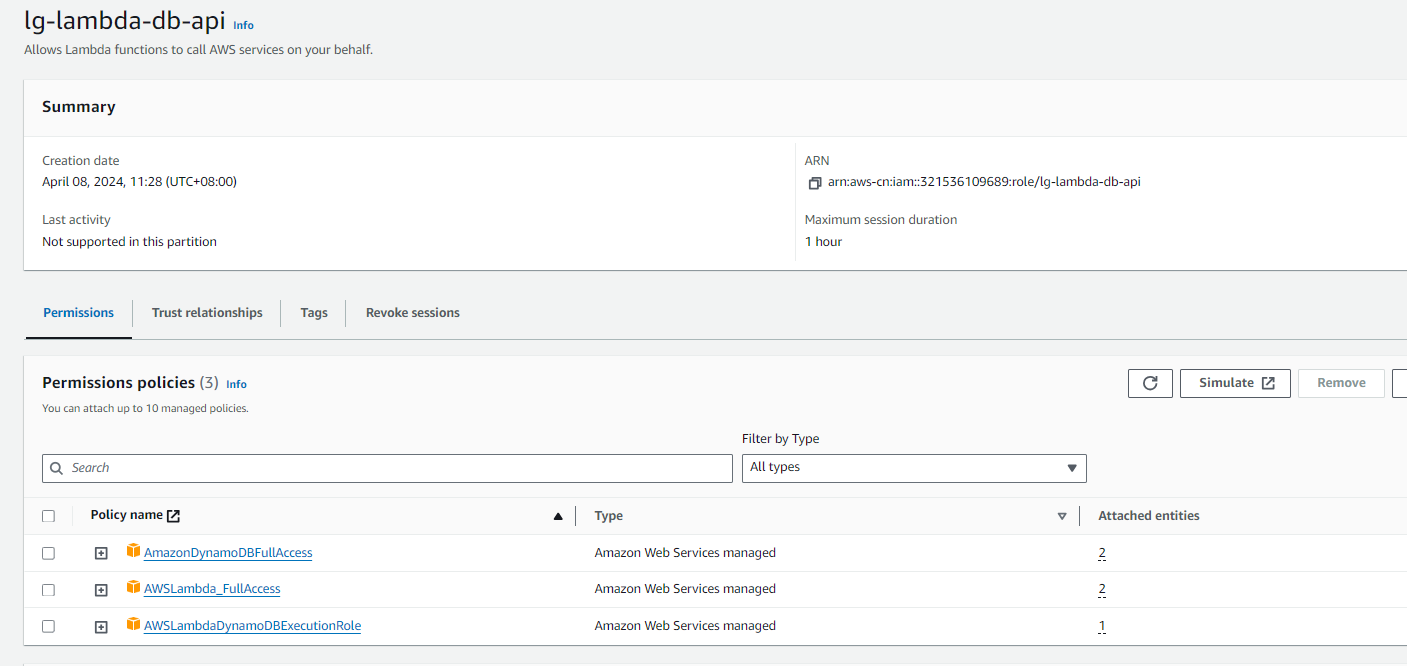 lg-lambda-db-api Info
Allows Lambda functions to call AWS services on your behalf.
Summary
Creation date
April 08, 2024, 11:28 (UTC+08:00)
ARN
arn:aws-cn:iam::321536109689:role/lg-lambda-db-api
Last activity
Not supported in this partition
Maximum session duration
1 hour
Permissions Trust relationships Tags Revoke sessions
Permissions policies (3) Info
You can attach up to 10 managed policies.
Simulate Remove
Filter by Type
Search All types
Policy name Type Attached entities
AmazonDynamoDBFullAccess Amazon Web Services managed 2
AWSLambda_FullAccess Amazon Web Services managed 2
AWSLambdaDynamoDBExecutionRole Amazon Web Services managed 1